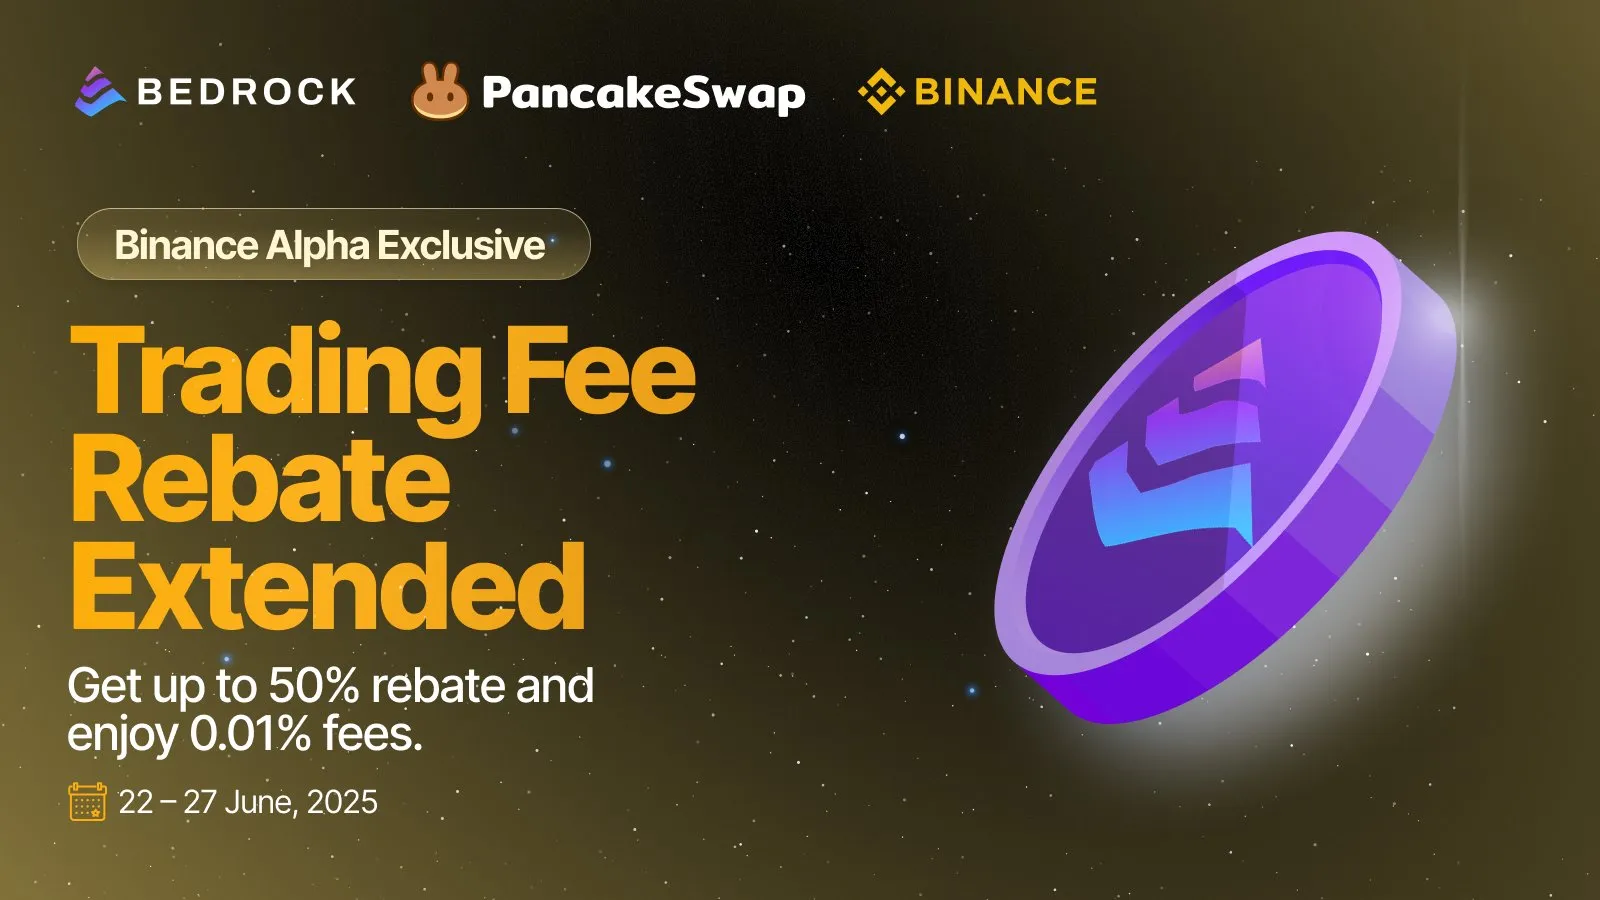 BEDROCK PancakeSwap BINANCE
Binance Alpha Exclusive
Trading Fee
Rebate
Extended
Get up to 50% rebate and
enjoy 0.01% fees.
22 – 27 June, 2025